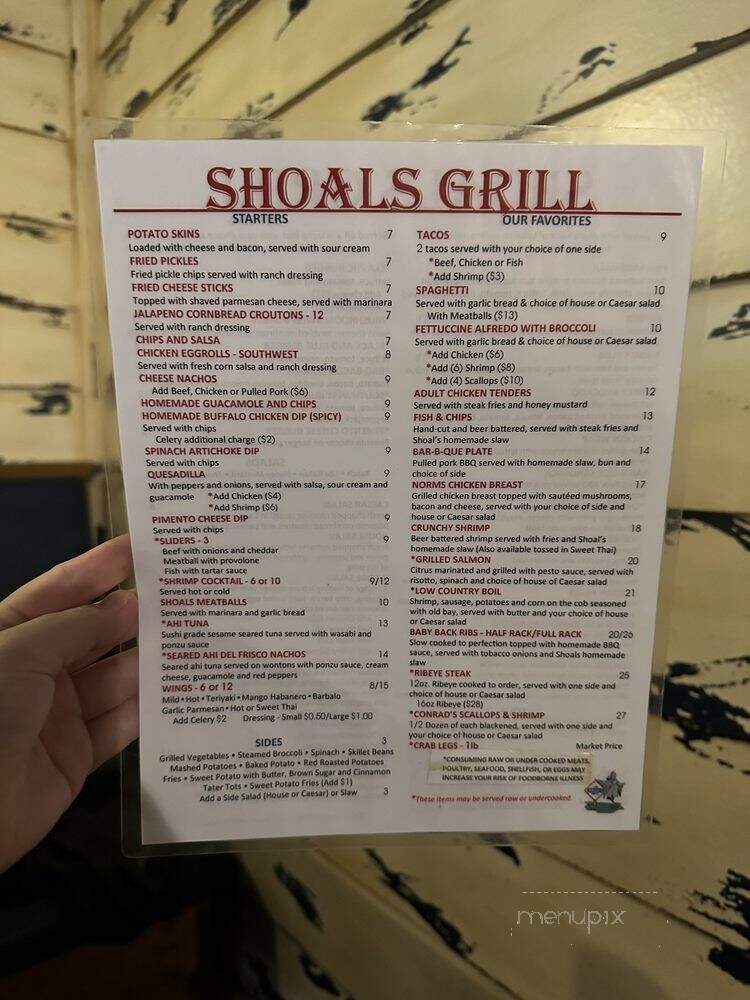 SHOALS GRILL
STARTERS
POTATO SKINS 7
Loaded with cheese and bacon, served with sour cream
FRIED PICKLES 7
Fried pickle chips served with ranch dressing
FRIED CHEESE STICKS 7
Topped with shaved parmesan cheese, served with marinara
JALAPENO CORNBREAD CROUTONS - 12 7
Served with ranch dressing
CHIPS AND SALSA 7
CHICKEN EGGROLLS - SOUTHWEST 8
Served with fresh corn salsa and ranch dressing
CHEESE NACHOS 9
Add Beef, Chicken or Pulled Pork ($6)
HOMEMADE GUACAMOLE AND CHIPS 9
HOMEMADE BUFFALO CHICKEN DIP (SPICY) 9
Served with chips
Celery additional charge ($2)
SPINACH ARTICHOKE DIP 9
Served with chips
QUESADILLA 9
With peppers and onions, served with salsa, sour cream and
guacamole *Add Chicken ($4)
*Add Shrimp ($6)
PIMENTO CHEESE DIP 9
Served with chips
*SLIDERS - 3 9
Beef with onions and cheddar
Meatball with provolone
Fish with tartar sauce
*SHRIMP COCKTAIL - 6 or 10 9/12
Served hot or cold
SHOALS MEATBALLS 10
Served with marinara and garlic bread
*AHI TUNA 13
Sushi grade sesame seared tuna served with wasabi and
ponzu sauce
*SEARED AHI DEL FRISCO NACHOS 14
Seared ahi tuna served on wontons with ponzu sauce, cream
cheese, guacamole and red peppers
WINGS - 6 or 12 8/15
Mild • Hot • Teriyaki • Mango Habanero • Barbalo
Garlic Parmesan • Hot or Sweet Thai
Add Celery $2 Dressing - Small $0.50/Large $1.00
SIDES 3
Grilled Vegetables • Steamed Broccoli • Spinach • Skillet Beans
Mashed Potatoes • Baked Potato • Red Roasted Potatoes
Fries • Sweet Potato with Butter, Brown Sugar and Cinnamon
Tater Tots • Sweet Potato Fries (Add $1)
Add a Side Salad (House or Caesar) or Slaw 3
OUR FAVORITES
TACOS 9
2 tacos served with your choice of one side
*Beef, Chicken or Fish
*Add Shrimp ($3)
SPAGHETTI 10
Served with garlic bread & choice of house or Caesar salad
With Meatballs ($13)
FETTUCCINE ALFREDO WITH BROCCOLI 10
Served with garlic bread & choice of house or Caesar salad
*Add Chicken ($6)
*Add (6) Shrimp ($8)
*Add (4) Scallops ($10)
ADULT CHICKEN TENDERS 12
Served with steak fries and honey mustard
FISH & CHIPS 13
Hand-cut and beer battered, served with steak fries and
Shoal's homemade slaw
BAR-B-QUE PLATE 14
Pulled pork BBQ served with homemade slaw, bun and
choice of side
NORMS CHICKEN BREAST 17
Grilled chicken breast topped with sautéed mushrooms,
bacon and cheese, served with your choice of side and
house or Caesar salad
CRUNCHY SHRIMP 18
Beer battered shrimp served with fries and Shoal's
homemade slaw (Also available tossed in Sweet Thai)
*GRILLED SALMON 20
Citrus marinated and grilled with pesto sauce, served with
risotto, spinach and choice of house of Caesar salad
*LOW COUNTRY BOIL 21
Shrimp, sausage, potatoes and corn on the cob seasoned
with old bay, served with butter and your choice of house
or Caesar salad
BABY BACK RIBS - HALF RACK/FULL RACK 20/26
Slow cooked to perfection topped with homemade BBQ
sauce, served with tobacco onions and Shoals homemade
slaw
*RIBEYE STEAK 25
12oz. Ribeye cooked to order, served with one side and
choice of house or Caesar salad
16oz Ribeye ($28)
*CONRAD'S SCALLOPS & SHRIMP 27
1/2 Dozen of each blackened, served with one side and
your choice of house or Caesar salad
*CRAB LEGS - 1lb Market Price
*CONSUMING RAW OR UNDER COOKED MEATS,
POULTRY, SEAFOOD, SHELLFISH, OR EGGS MAY
INCREASE YOUR RISK OF FOODBORNE ILLNESS
*These items may be served raw or undercooked.
menupix